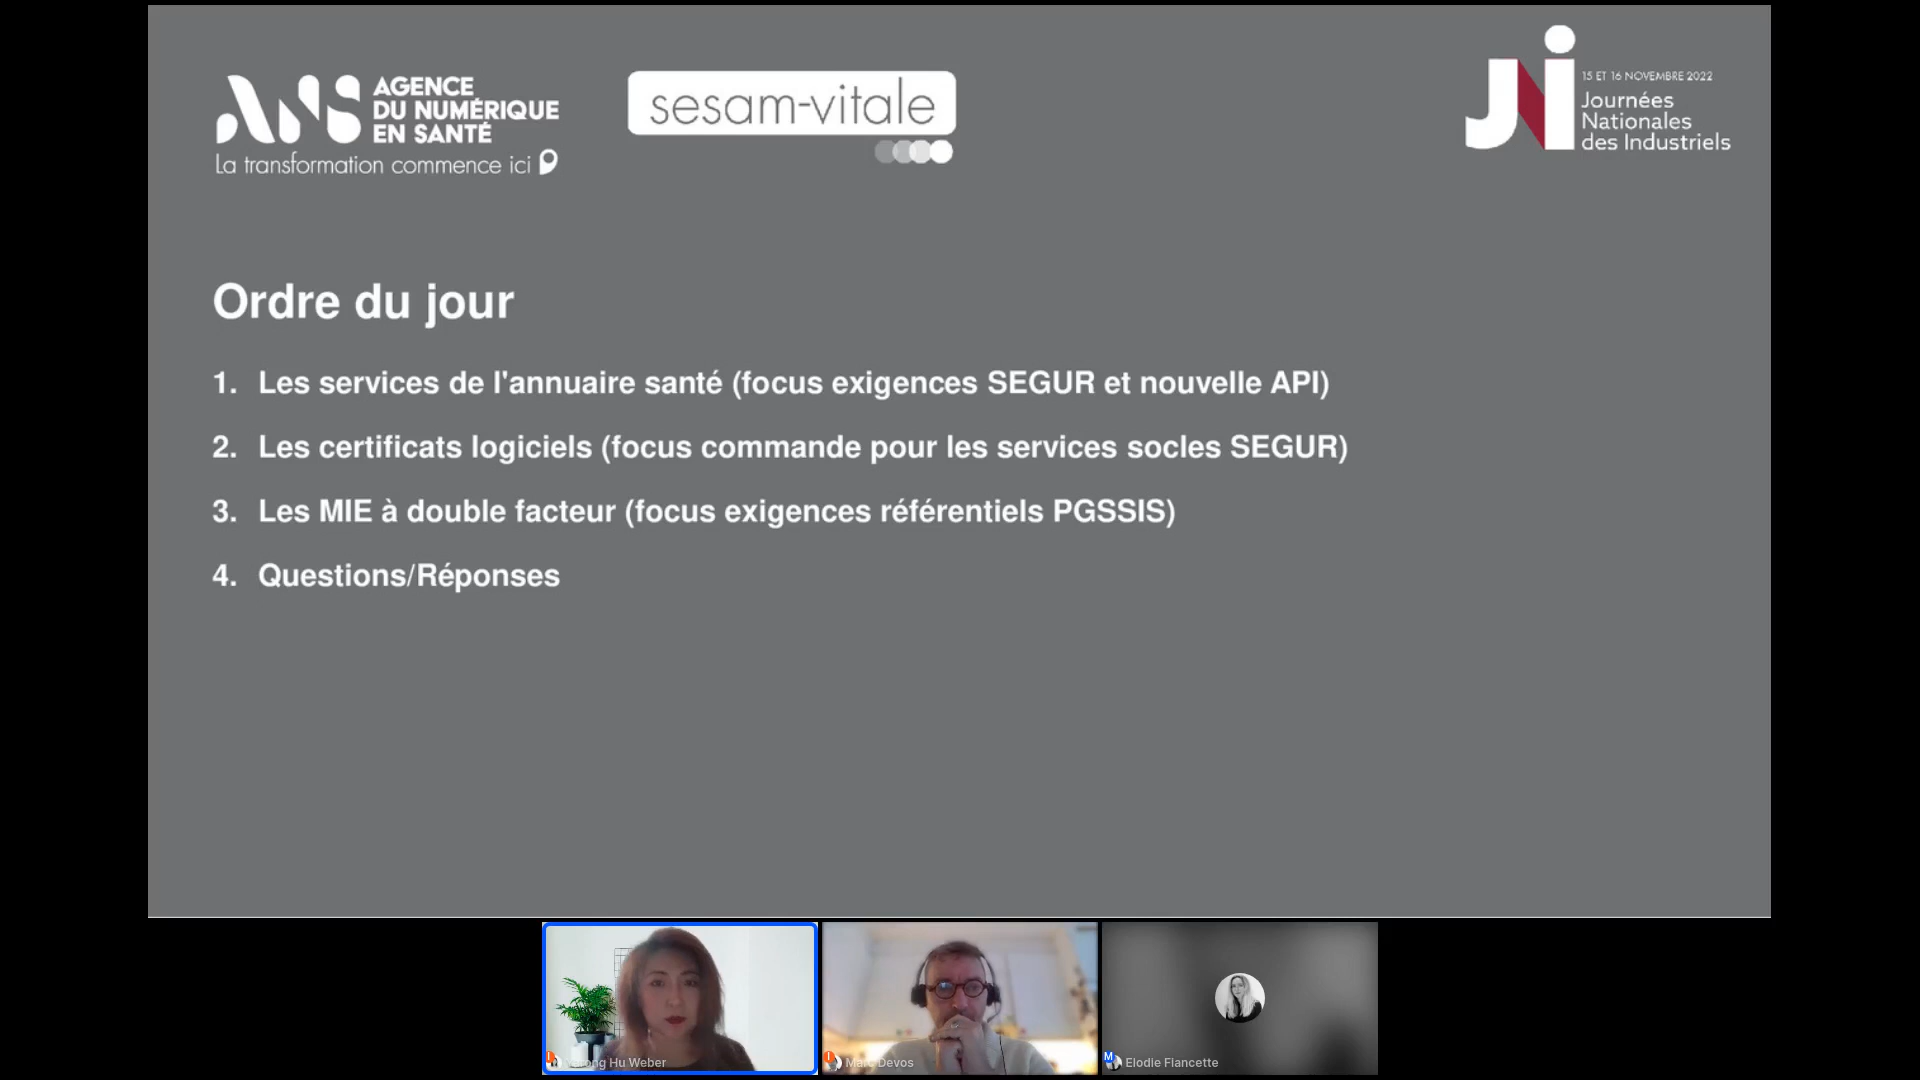 ANS AGENCE
DU NUMÉRIQUE
EN SANTÉ
La transformation commence ici
sesam-vitale
JNI
15 ET 16 NOVEMBRE 2022
Journées
Nationales
des Industriels
Ordre du jour
1. Les services de l'annuaire santé (focus exigences SEGUR et nouvelle API)
2. Les certificats logiciels (focus commande pour les services socles SEGUR)
3. Les MIE à double facteur (focus exigences référentiels PGSSIS)
4. Questions/Réponses
Hu Weber
Devos
M Elodie Fiancette